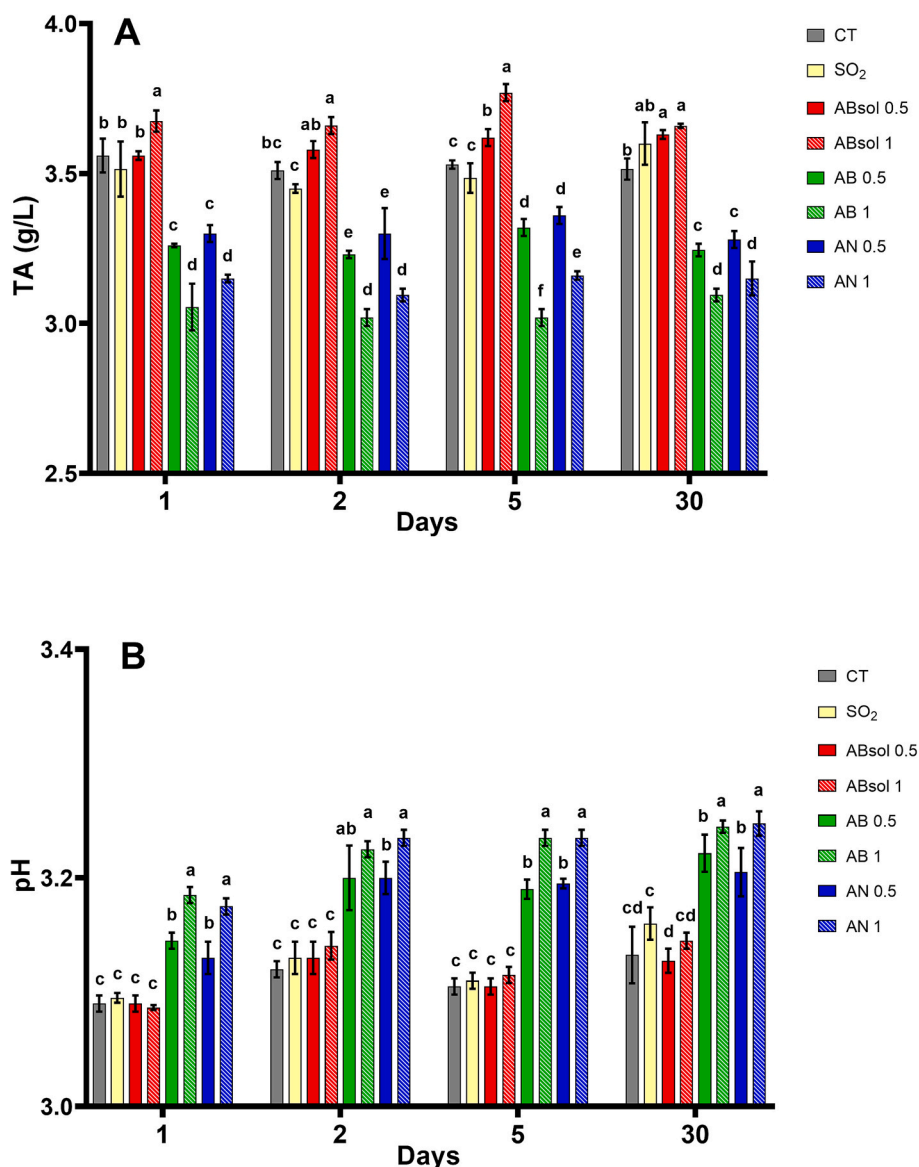 A
TA (g/L)
4.0
3.5
3.0
2.5
b b b a c d c d
bc c ab a e d e d
c c b a d f d e
b ab a a c d c d
1 2 5 30
Days
CT
SO₂
ABsol 0.5
ABsol 1
AB 0.5
AB 1
AN 0.5
AN 1
B
pH
3.4
3.2
3.0
c c c c b a b a
c c c c ab a b a
c c c c b a b a
cd c d cd b a b a
1 2 5 30
Days
CT
SO₂
ABsol 0.5
ABsol 1
AB 0.5
AB 1
AN 0.5
AN 1